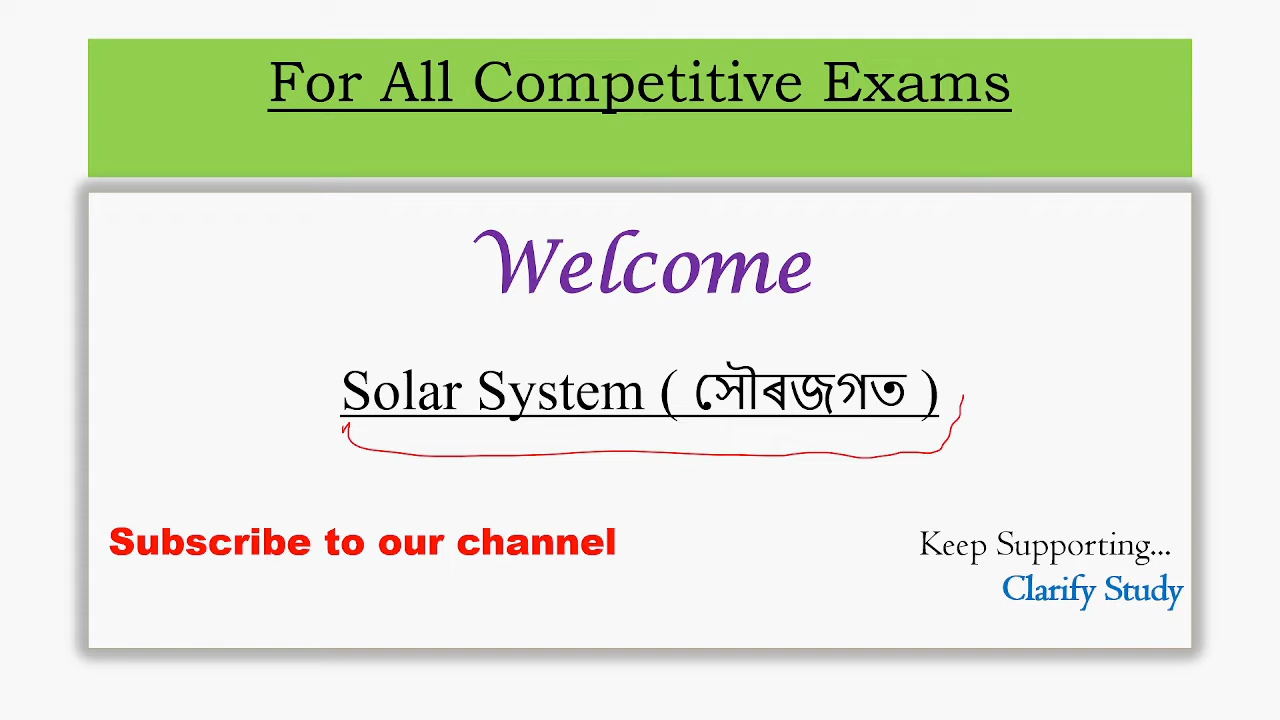 For All Competitive Exams
Welcome
Solar System ( সৌৰজগত )
Subscribe to our channel
Keep Supporting...
Clarify Study